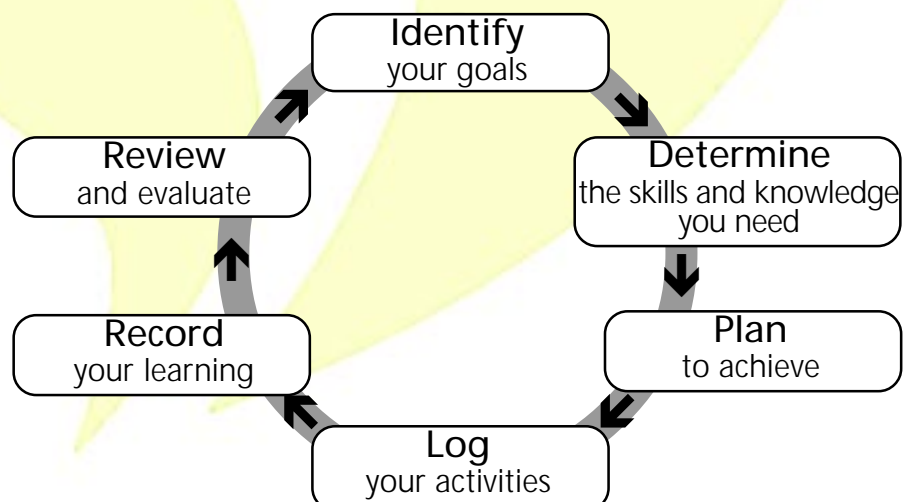 Identify
your goals
Determine
the skills and knowledge
you need
Plan
to achieve
Log
your activities
Record
your learning
Review
and evaluate